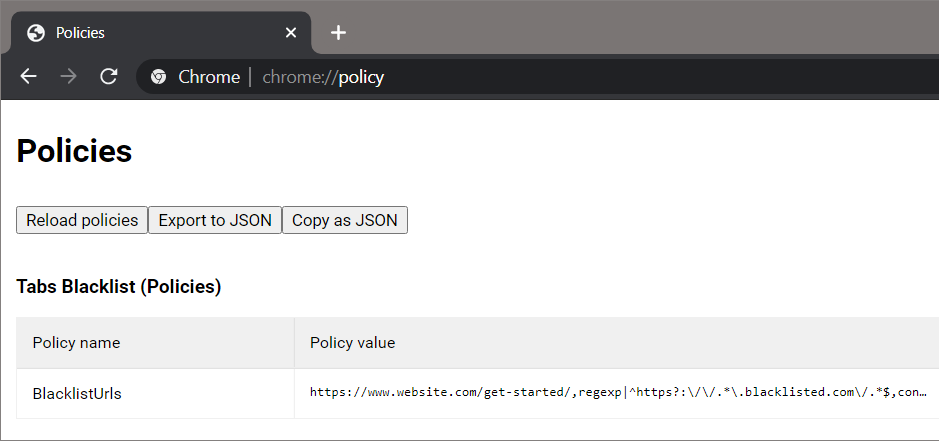 Policies
Chrome | chrome://policy
Policies
Reload policies Export to JSON Copy as JSON
Tabs Blacklist (Policies)
Policy name Policy value
BlacklistUrls https://www.website.com/get-started/,regexp|^https?:\/\/.*\.blacklisted.com\/.*$,con…